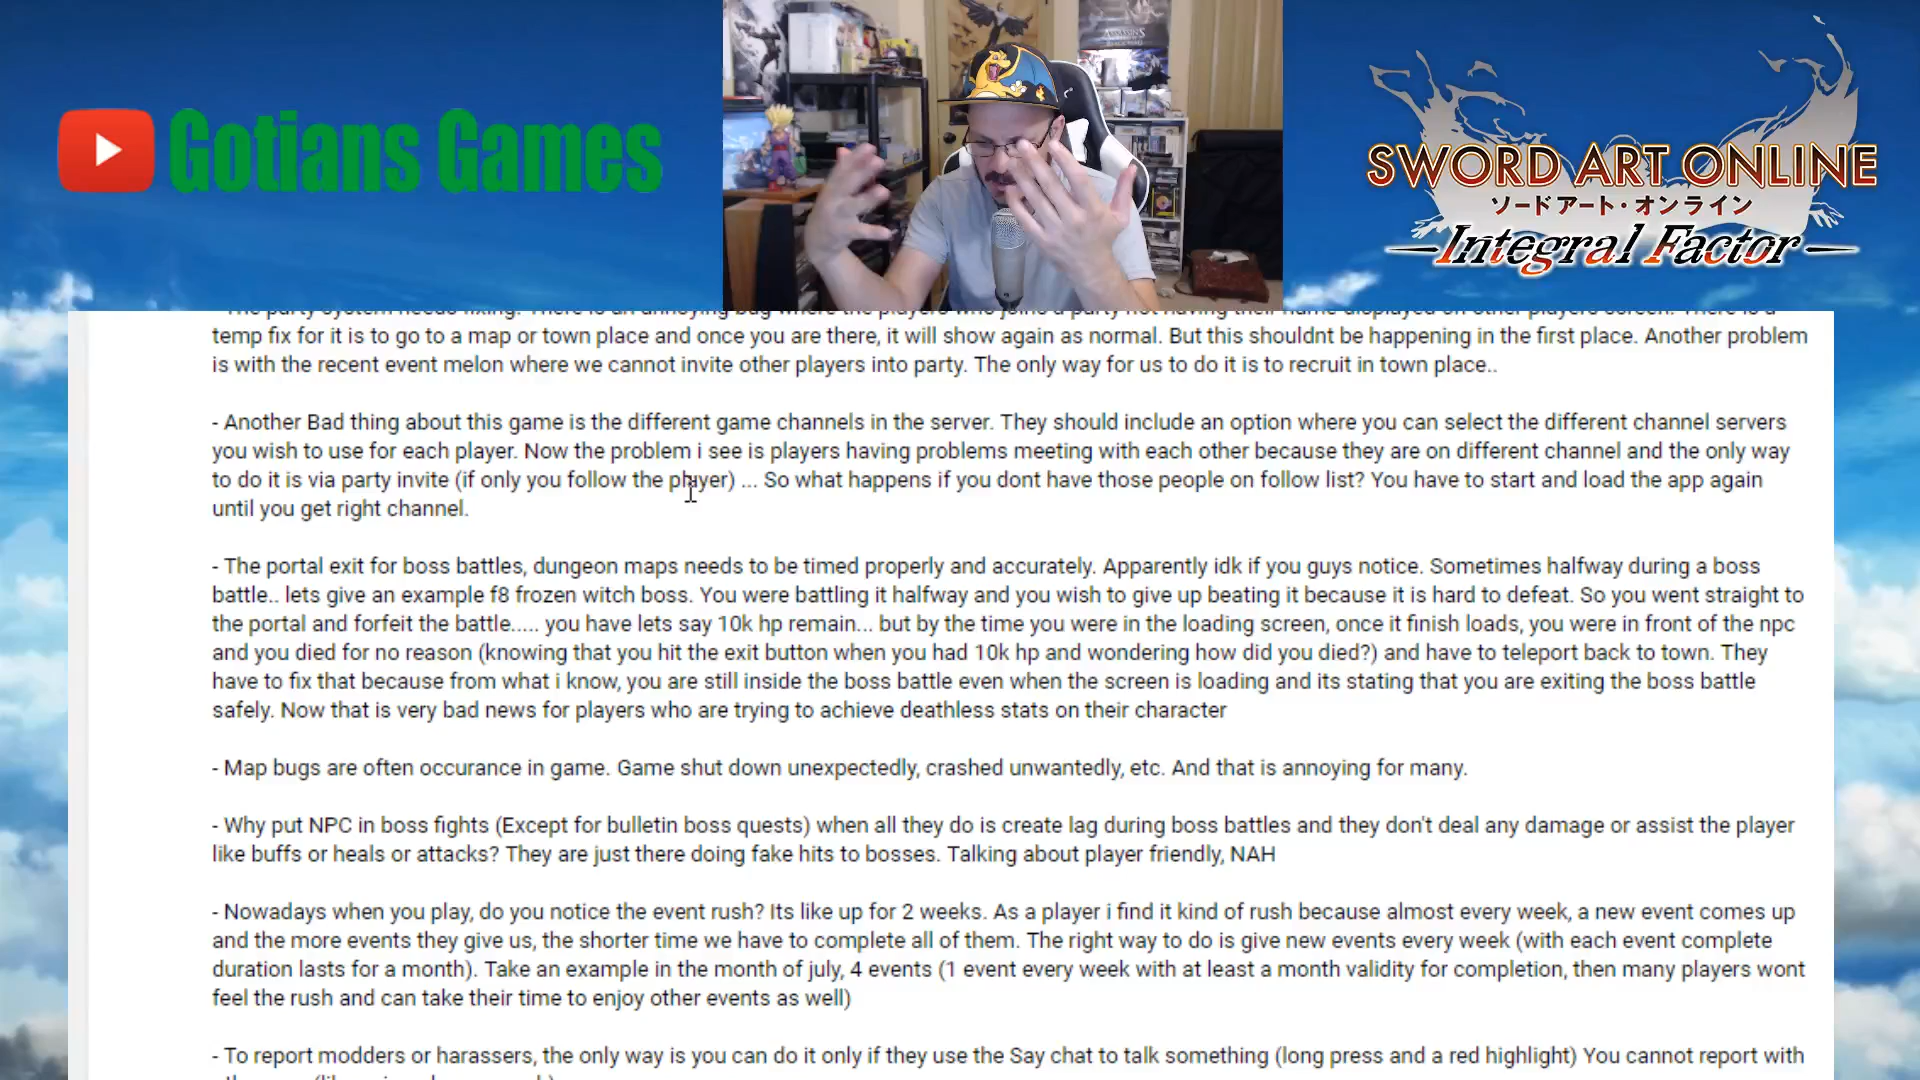 Gotians Games
ASSASSIN'S
SWORD ART ONLINE
ソードアート・オンライン
Integral Factor
- The party system needs fixing. There is an annoying bug where the players who joins a party not having their name displayed on other players screen. There is a
temp fix for it is to go to a map or town place and once you are there, it will show again as normal. But this shouldnt be happening in the first place. Another problem
is with the recent event melon where we cannot invite other players into party. The only way for us to do it is to recruit in town place..
- Another Bad thing about this game is the different game channels in the server. They should include an option where you can select the different channel servers
you wish to use for each player. Now the problem i see is players having problems meeting with each other because they are on different channel and the only way
to do it is via party invite (if only you follow the player) ... So what happens if you dont have those people on follow list? You have to start and load the app again
until you get right channel.
- The portal exit for boss battles, dungeon maps needs to be timed properly and accurately. Apparently idk if you guys notice. Sometimes halfway during a boss
battle.. lets give an example f8 frozen witch boss. You were battling it halfway and you wish to give up beating it because it is hard to defeat. So you went straight to
the portal and forfeit the battle..... you have lets say 10k hp remain... but by the time you were in the loading screen, once it finish loads, you were in front of the npc
and you died for no reason (knowing that you hit the exit button when you had 10k hp and wondering how did you died?) and have to teleport back to town. They
have to fix that because from what i know, you are still inside the boss battle even when the screen is loading and its stating that you are exiting the boss battle
safely. Now that is very bad news for players who are trying to achieve deathless stats on their character
- Map bugs are often occurance in game. Game shut down unexpectedly, crashed unwantedly, etc. And that is annoying for many.
- Why put NPC in boss fights (Except for bulletin boss quests) when all they do is create lag during boss battles and they don't deal any damage or assist the player
like buffs or heals or attacks? They are just there doing fake hits to bosses. Talking about player friendly, NAH
- Nowadays when you play, do you notice the event rush? Its like up for 2 weeks. As a player i find it kind of rush because almost every week, a new event comes up
and the more events they give us, the shorter time we have to complete all of them. The right way to do is give new events every week (with each event complete
duration lasts for a month). Take an example in the month of july, 4 events (1 event every week with at least a month validity for completion, then many players wont
feel the rush and can take their time to enjoy other events as well)
- To report modders or harassers, the only way is you can do it only if they use the Say chat to talk something (long press and a red highlight) You cannot report with